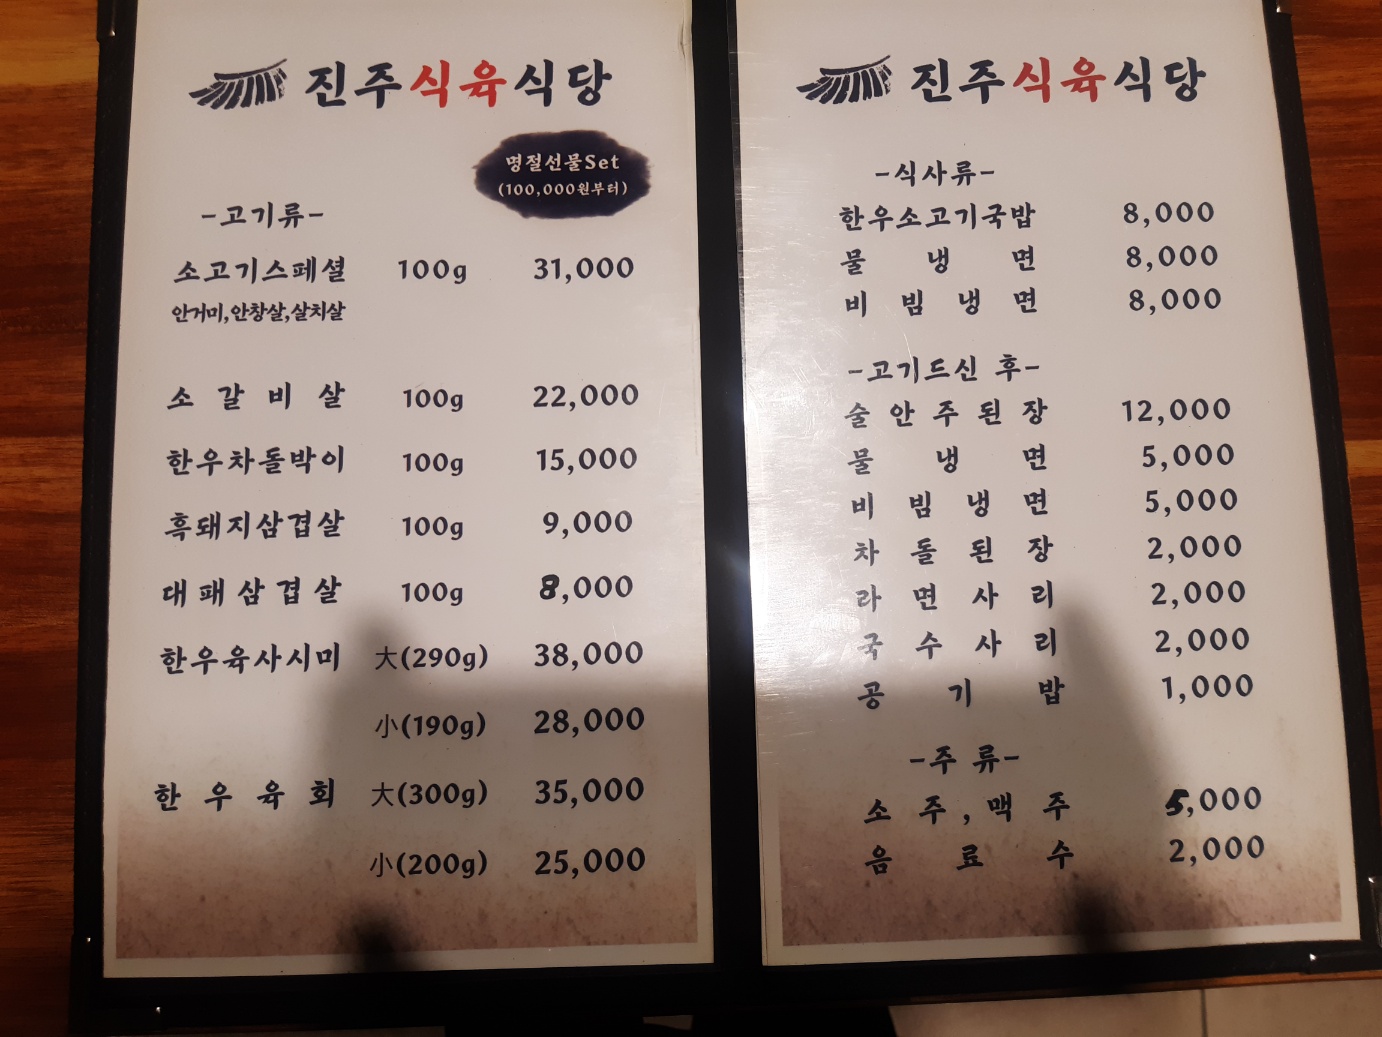 진주식육식당
명절선물Set
(100,000원부터)
-고기류-
소고기스페셜 100g 31,000
안거미,안창살,살치살
소갈비살 100g 22,000
한우차돌박이 100g 15,000
흑돼지삼겹살 100g 9,000
대패삼겹살 100g 8,000
한우육사시미 大(290g) 38,000
小(190g) 28,000
한우육회 大(300g) 35,000
小(200g) 25,000
진주식육식당
-식사류-
한우소고기국밥 8,000
물냉면 8,000
비빔냉면 8,000
-고기드신 후-
술안주된장 12,000
물냉면 5,000
비빔냉면 5,000
차돌된장 2,000
라면사리 2,000
국수사리 2,000
공기밥 1,000
-주류-
소주,맥주 5,000
음료수 2,000